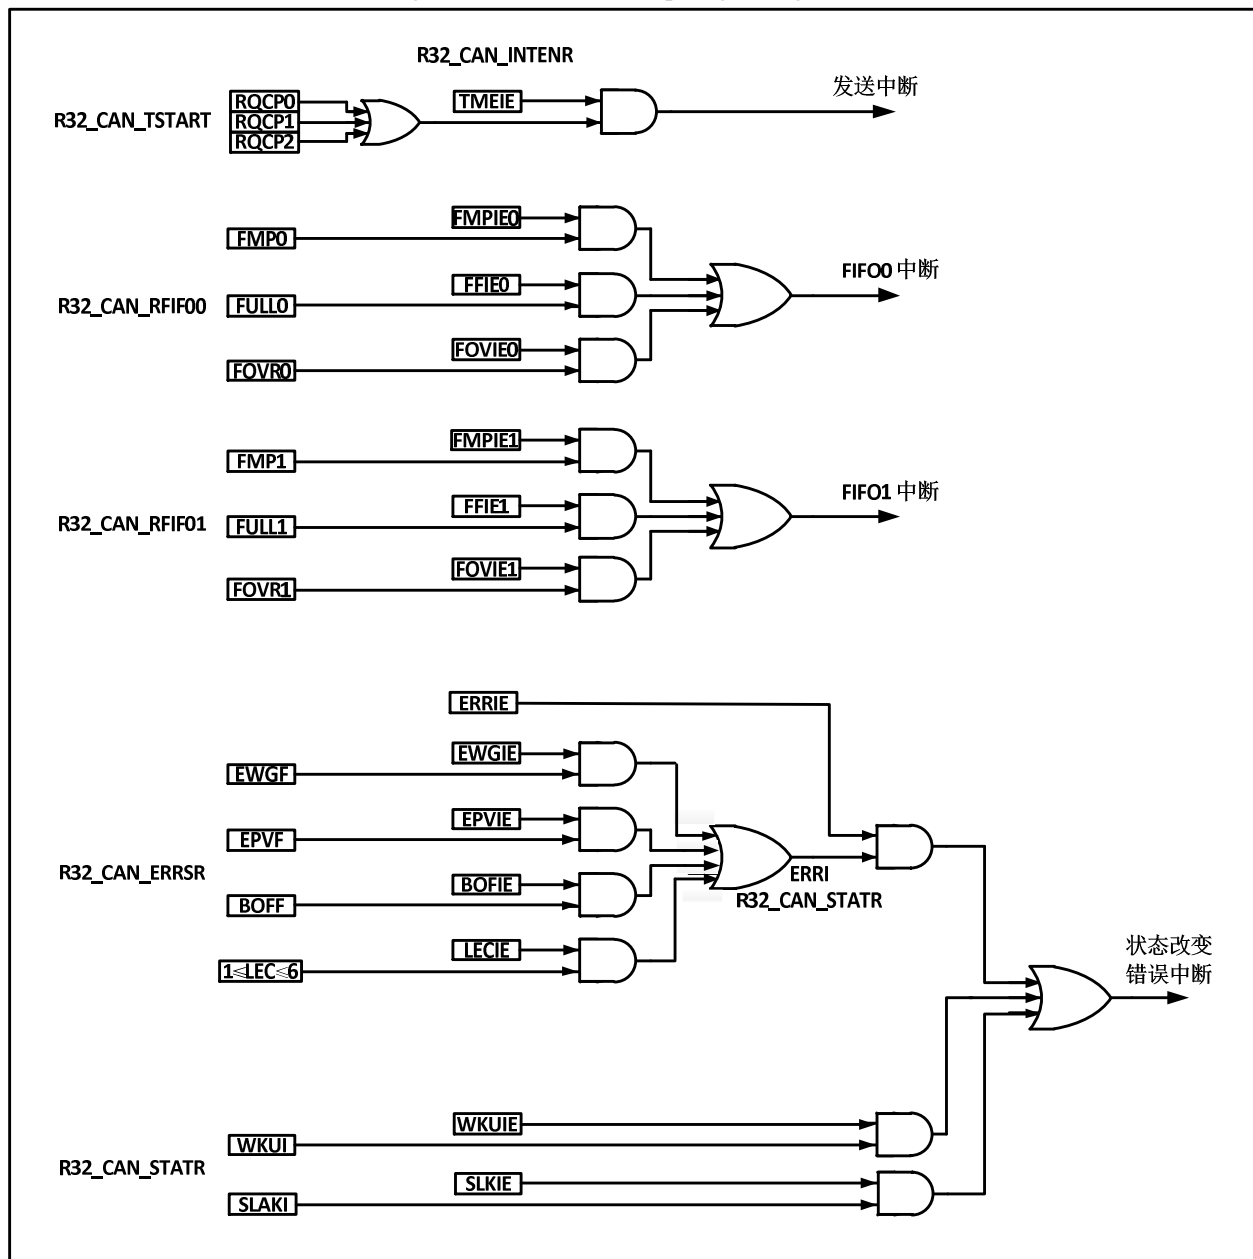 R32_CAN_INTENR
发送中断
RQCP0
TMEIE
R32_CAN_TSTART
RQCP1
RQCP2
FMPIE0
FMP0
FIFO0 中断
FFIE0
R32_CAN_RFIF00
FULL0
FOVIE0
FOVR0
FMPIE1
FMP1
FIFO1 中断
FFIE1
R32_CAN_RFIF01
FULL1
FOVIE1
FOVR1
ERRIE
EWGIE
EWGF
EPVIE
EPVF
R32_CAN_ERRSR
ERRI
BOFIE
R32_CAN_STATR
BOFF
LECIE
1≤LEC≤6
状态改变
错误中断
WKUIE
WKUI
R32_CAN_STATR
SLKIE
SLAKI